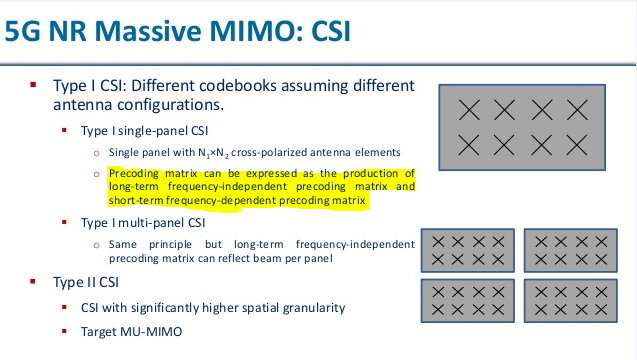 5G NR Massive MIMO: CSI
Type I CSI: Different codebooks assuming different
antenna configurations.
Type I single-panel CSI
Single panel with N1×N2 cross-polarized antenna elements
Precoding matrix can be expressed as the production of
long-term frequency-independent precoding matrix and
short-term frequency-dependent precoding matrix
Type I multi-panel CSI
Same principle but long-term frequency-independent
precoding matrix can reflect beam per panel
Type II CSI
CSI with significantly higher spatial granularity
Target MU-MIMO